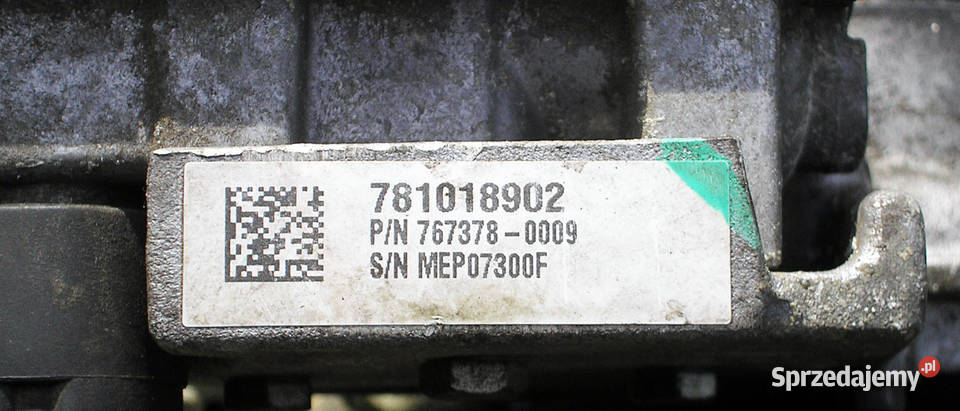 781018902
P/N 767378-0009
S/N MEP07300F
Sprzedajemy.pl